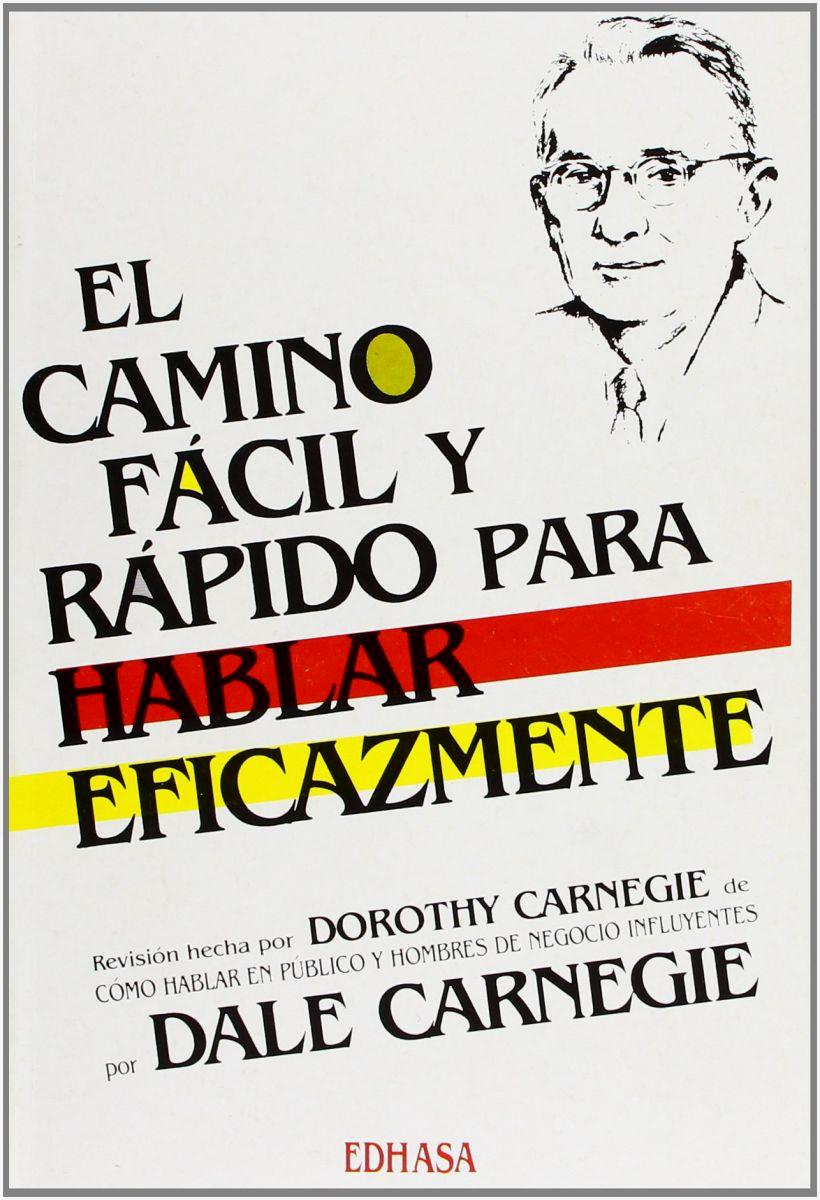 EL
CAMINO
FÁCIL Y
RÁPIDO PARA
HABLAR
EFICAZMENTE
Revisión hecha por DOROTHY CARNEGIE de
CÓMO HABLAR EN PÚBLICO Y HOMBRES DE NEGOCIO INFLUYENTES
por DALE CARNEGIE
EDHASA